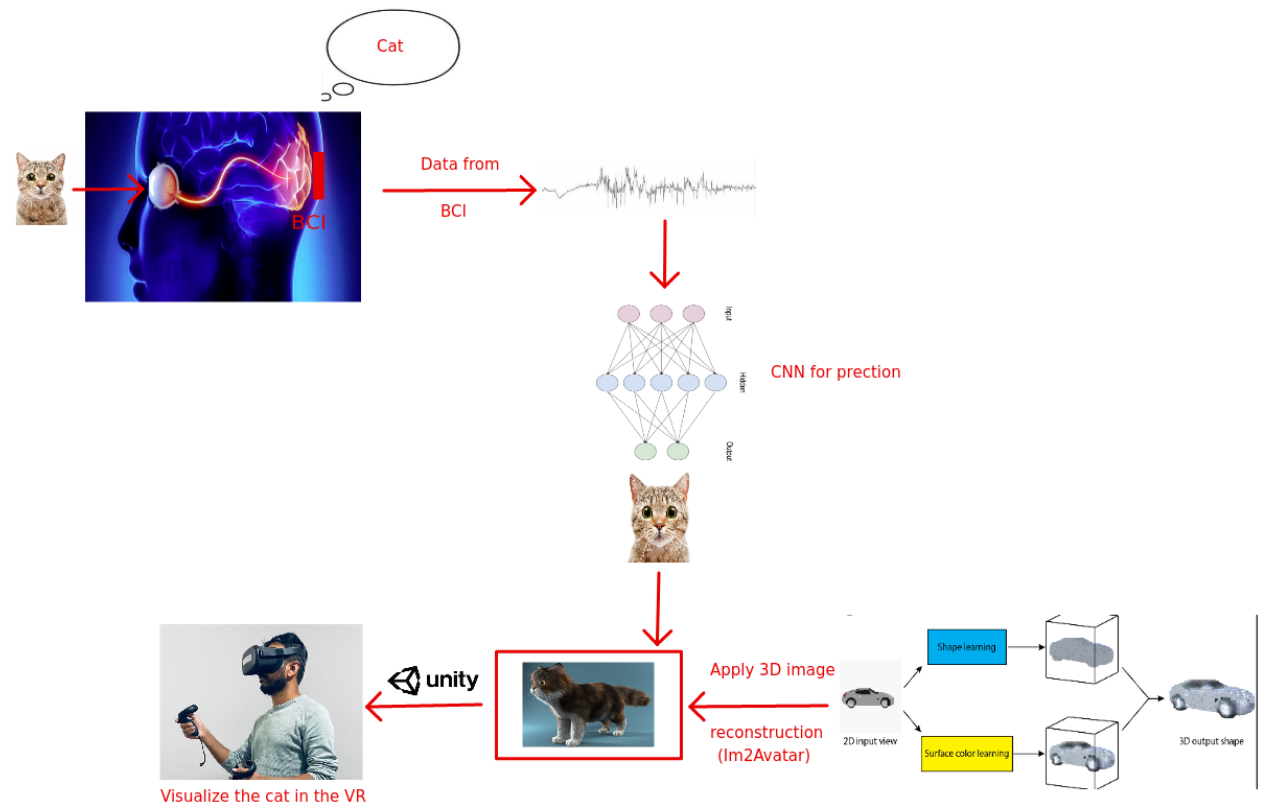 Cat
Data from
BCI
BCI
Input
Hidden
CNN for prection
Output
Apply 3D image
reconstruction
(Im2Avatar)
unity
Visualize the cat in the VR
Shape learning
2D input view
Surface color learning
3D output shape